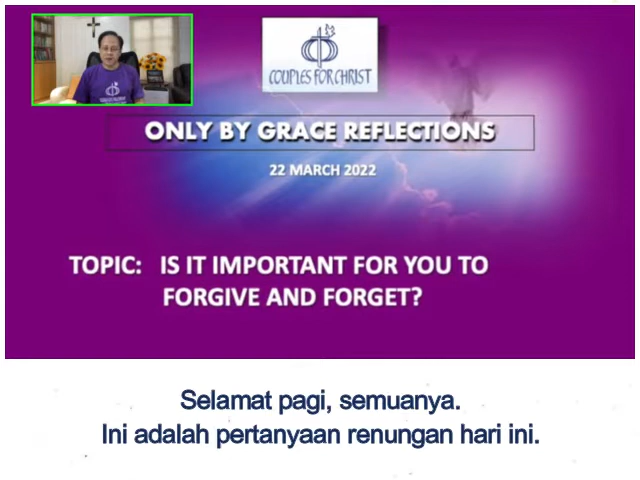 COUPLES FOR CHRIST
ONLY BY GRACE REFLECTIONS
22 MARCH 2022
TOPIC: IS IT IMPORTANT FOR YOU TO
FORGIVE AND FORGET?
Selamat pagi, semuanya.
Ini adalah pertanyaan renungan hari ini.